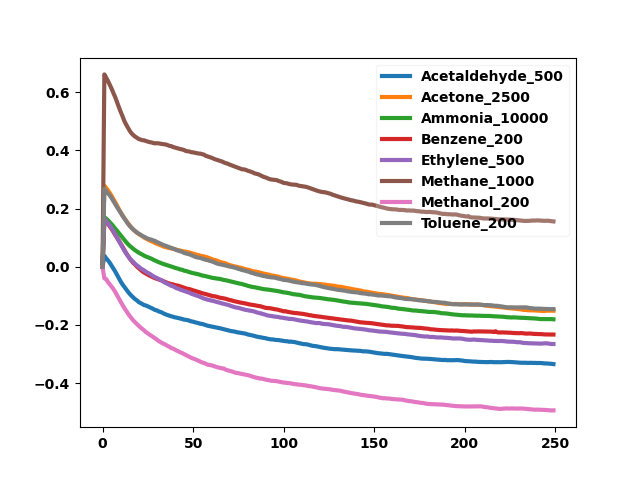 Acetaldehyde_500
Acetone_2500
Ammonia_10000
Benzene_200
Ethylene_500
Methane_1000
Methanol_200
Toluene_200
0.6
0.4
0.2
0.0
−0.2
−0.4
0 50 100 150 200 250